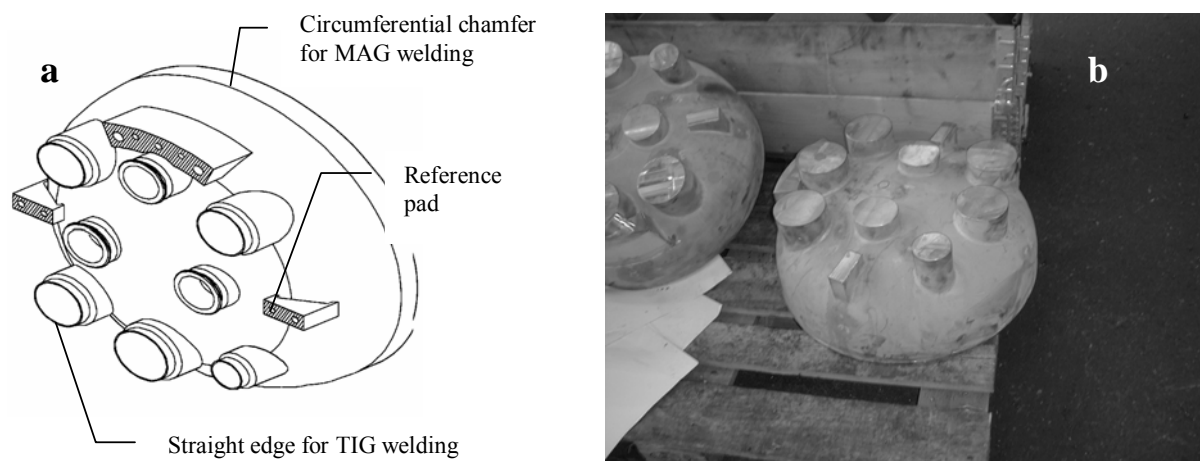 Circumferential chamfer
for MAG welding
a
b
Reference
pad
Straight edge for TIG welding